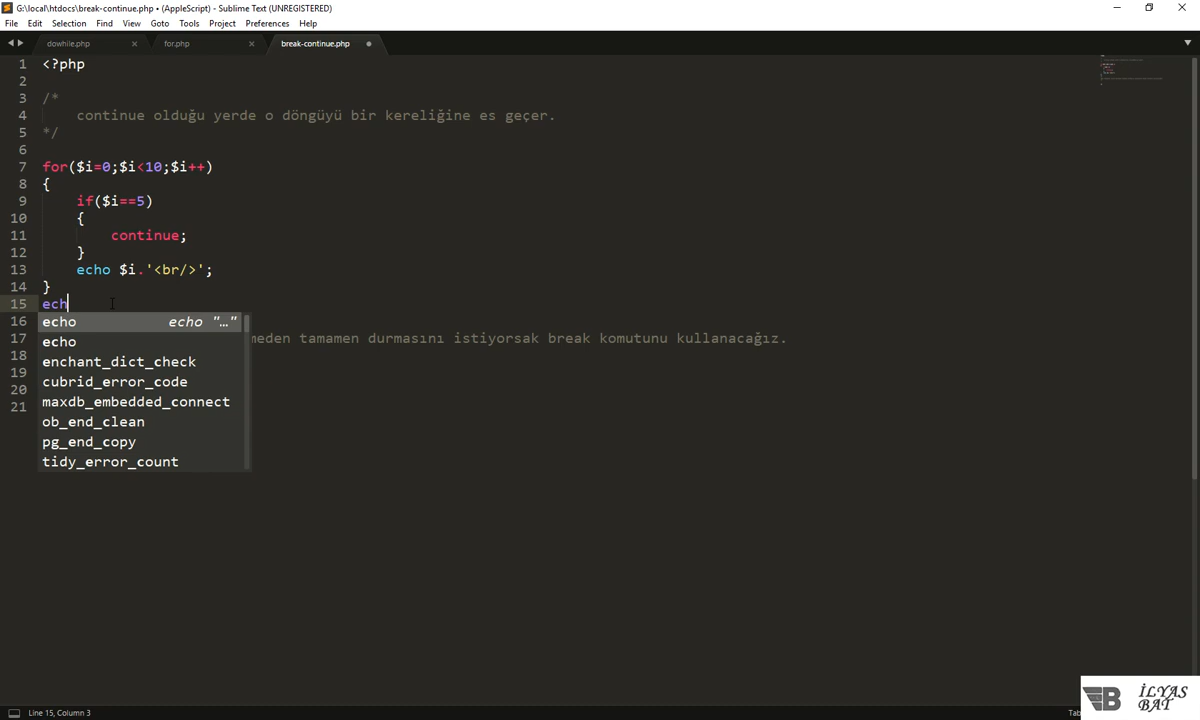 G:\local\htdocs\break-continue.php • (AppleScript) - Sublime Text (UNREGISTERED)
File Edit Selection Find View Goto Tools Project Preferences Help
dowhile.php for.php break-continue.php
1 <?php
2
3 /*
4 continue olduğu yerde o döngüyü bir kereliğine es geçer.
5 */
6
7 for($i=0;$i<10;$i++)
8 {
9 if($i==5)
10 {
11 continue;
12 }
13 echo $i.'<br/>';
14 }
15 ech
16 echo echo "…"
17 meden tamamen durmasını istiyorsak break komutunu kullanacağız.
echo
18 enchant_dict_check
19 cubrid_error_code
20 maxdb_embedded_connect
21 ob_end_clean
pg_end_copy
tidy_error_count
Line 15, Column 3
Tab
İLYAS
BAT